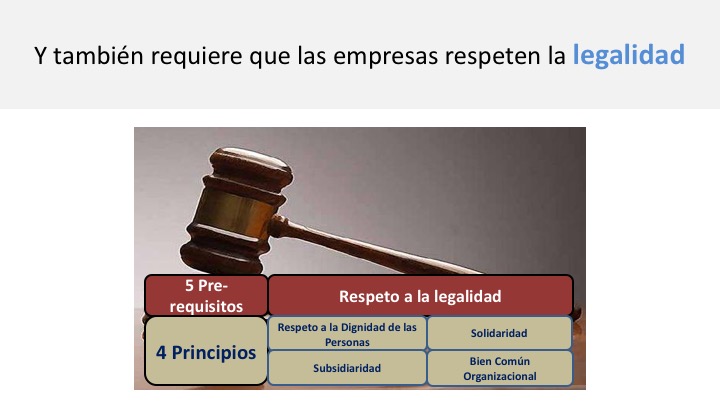 Y también requiere que las empresas respeten la legalidad
5 Pre-
requisitos
Respeto a la legalidad
4 Principios
Respeto a la Dignidad de las
Personas
Solidaridad
Subsidiaridad
Bien Común
Organizacional